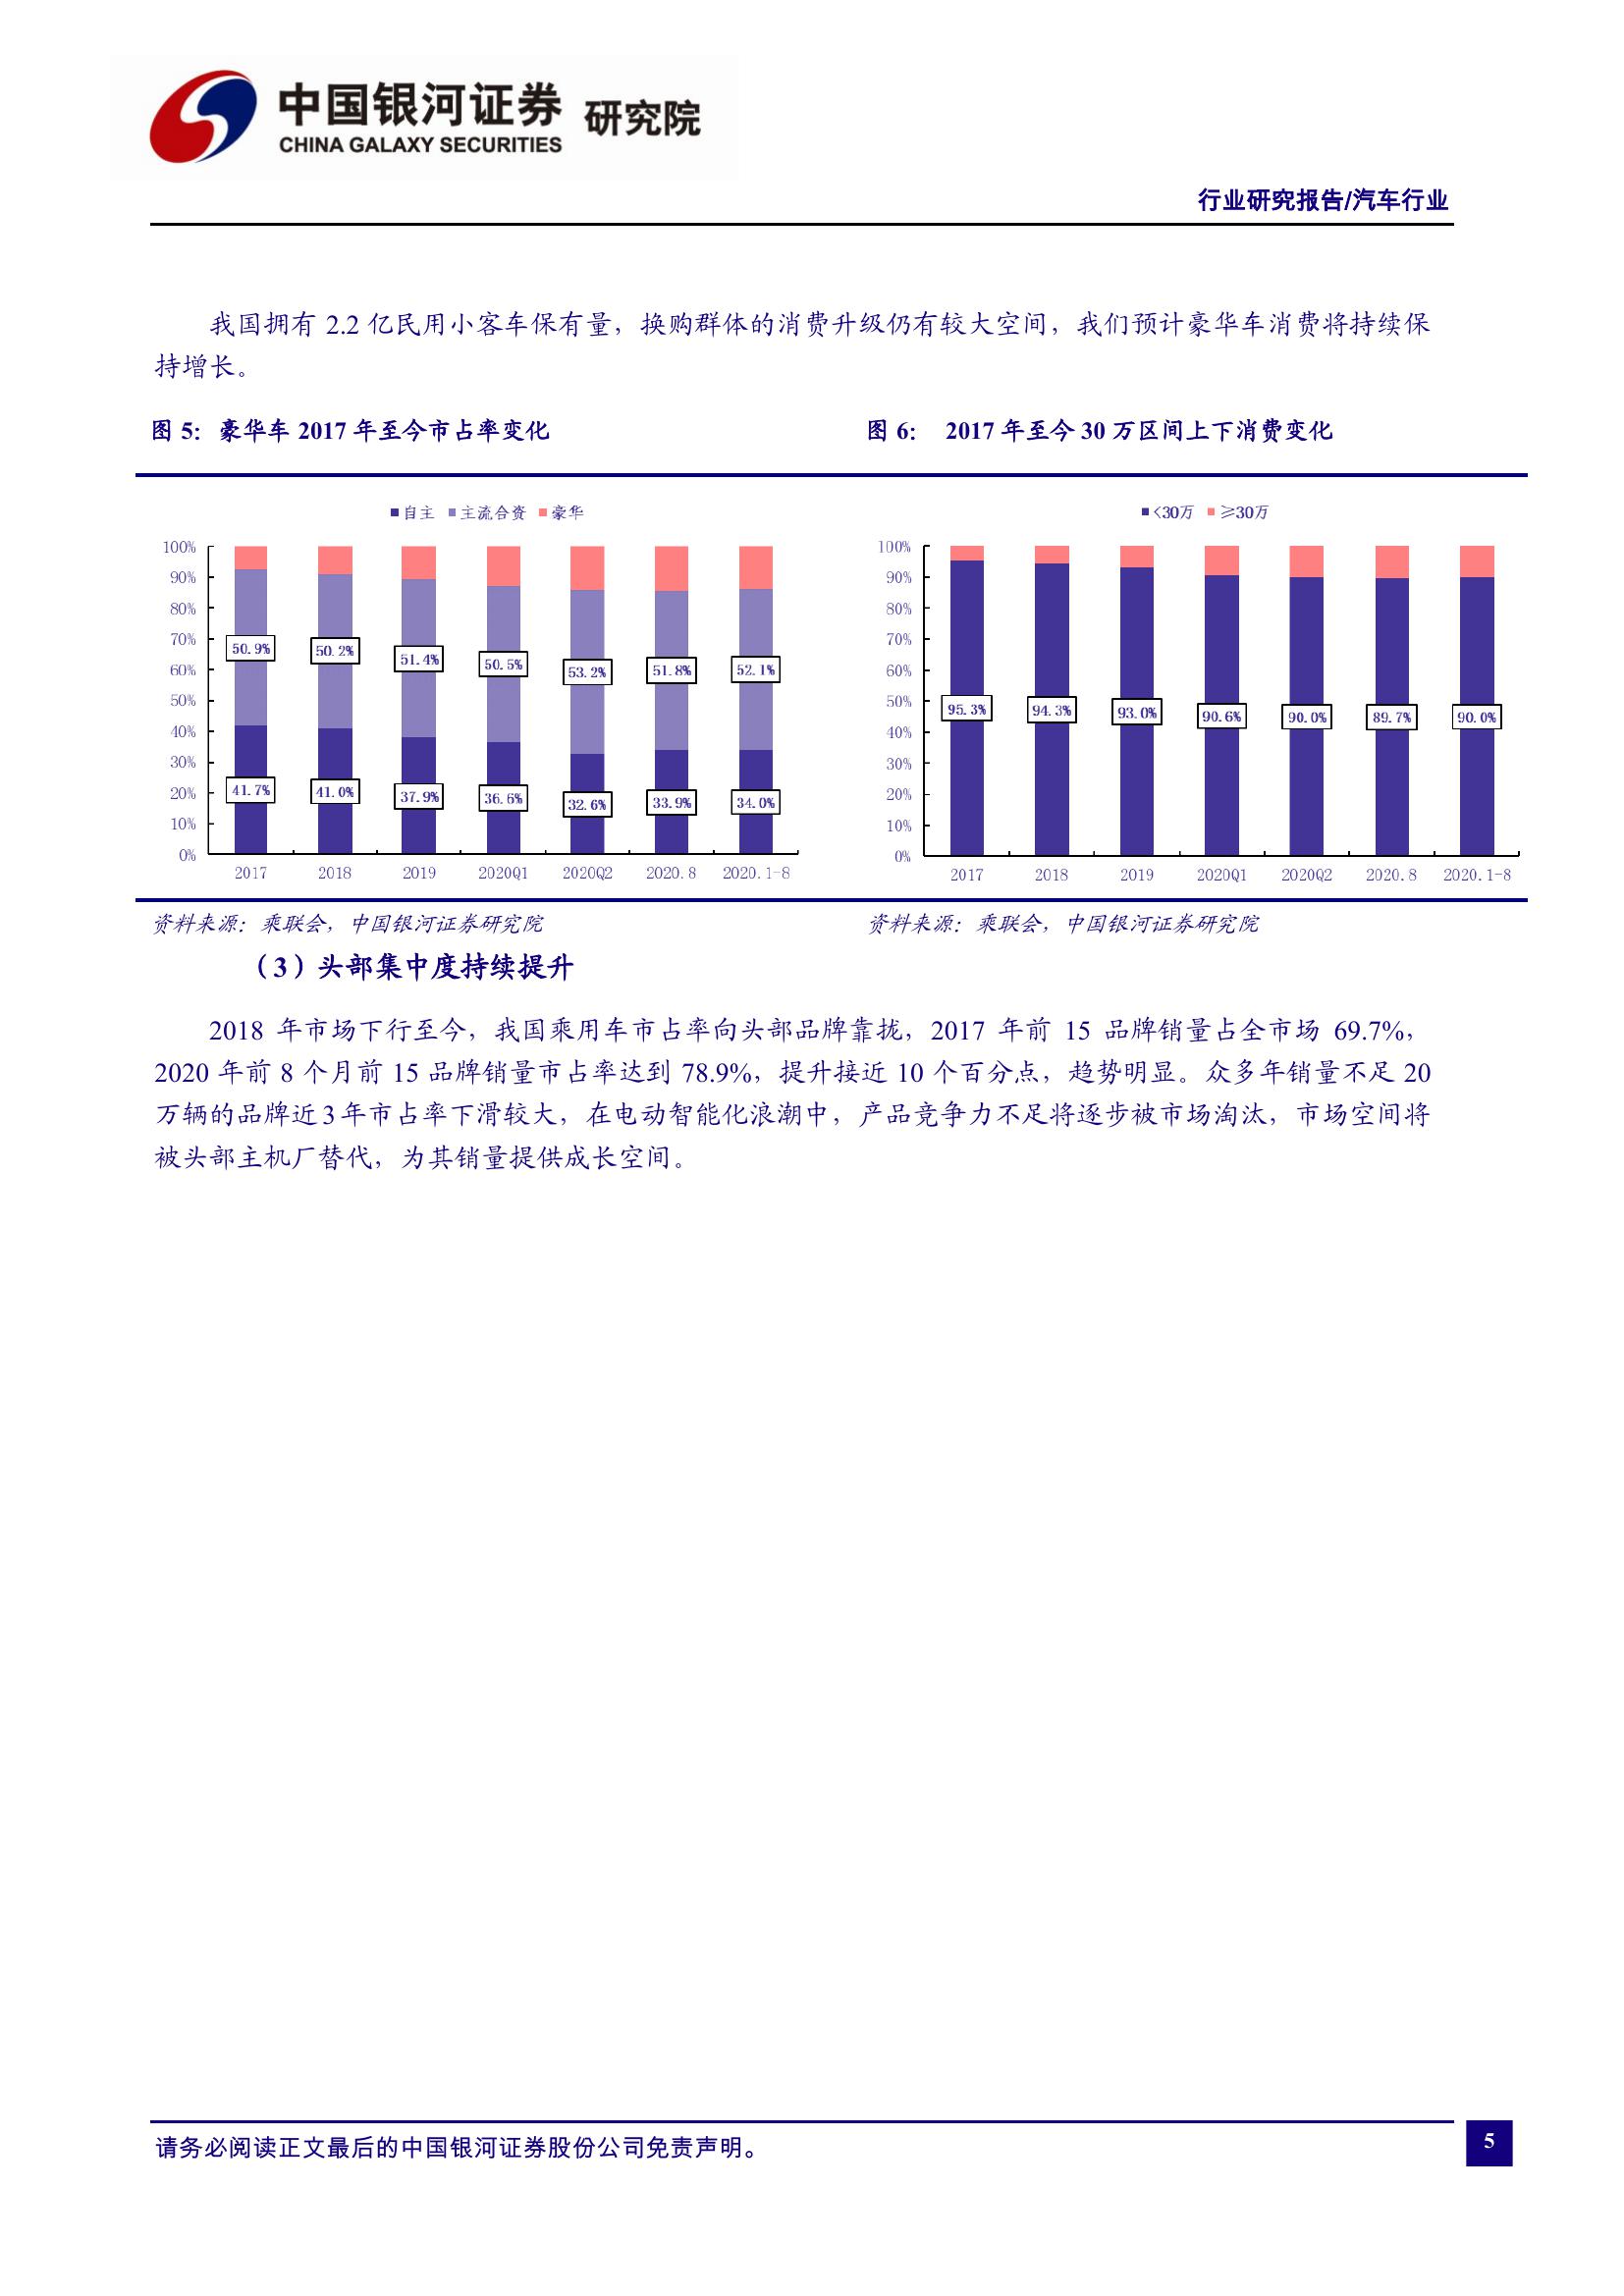 中国银河证券 研究院
CHINA GALAXY SECURITIES
行业研究报告/汽车行业
我国拥有 2.2 亿民用小客车保有量，换购群体的消费升级仍有较大空间，我们预计豪华车消费将持续保
持增长。
图 5: 豪华车 2017 年至今市占率变化
图 6: 2017 年至今 30 万区间上下消费变化
自主 主流合资 豪华
100%
90%
80%
70%
60%
50%
40%
30%
20%
10%
0%
50.9% 50.2% 51.4% 50.5% 53.2% 51.8% 52.1%
41.7% 41.0% 37.9% 36.6% 32.6% 33.9% 34.0%
2017 2018 2019 2020Q1 2020Q2 2020.8 2020.1-8
<30万 ≥30万
100%
90%
80%
70%
60%
50%
40%
30%
20%
10%
0%
95.3% 94.3% 93.0% 90.6% 90.0% 89.7% 90.0%
2017 2018 2019 2020Q1 2020Q2 2020.8 2020.1-8
资料来源：乘联会，中国银河证券研究院
资料来源：乘联会，中国银河证券研究院
（3）头部集中度持续提升
2018 年市场下行至今，我国乘用车市占率向头部品牌靠拢，2017 年前 15 品牌销量占全市场 69.7%，
2020 年前 8 个月前 15 品牌销量市占率达到 78.9%，提升接近 10 个百分点，趋势明显。众多年销量不足 20
万辆的品牌近 3 年市占率下滑较大，在电动智能化浪潮中，产品竞争力不足将逐步被市场淘汰，市场空间将
被头部主机厂替代，为其销量提供成长空间。
请务必阅读正文最后的中国银河证券股份公司免责声明。
5